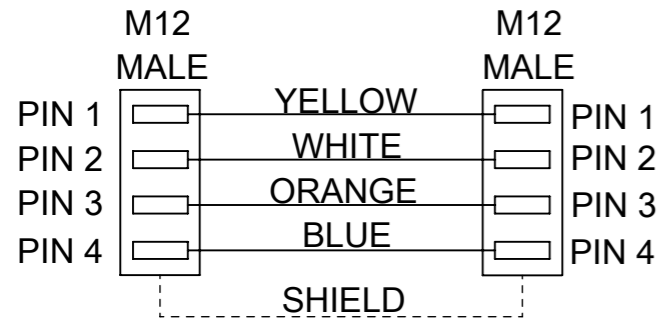 M12 M12
MALE MALE
PIN 1 YELLOW PIN 1
PIN 2 WHITE PIN 2
PIN 3 ORANGE PIN 3
PIN 4 BLUE PIN 4
SHIELD